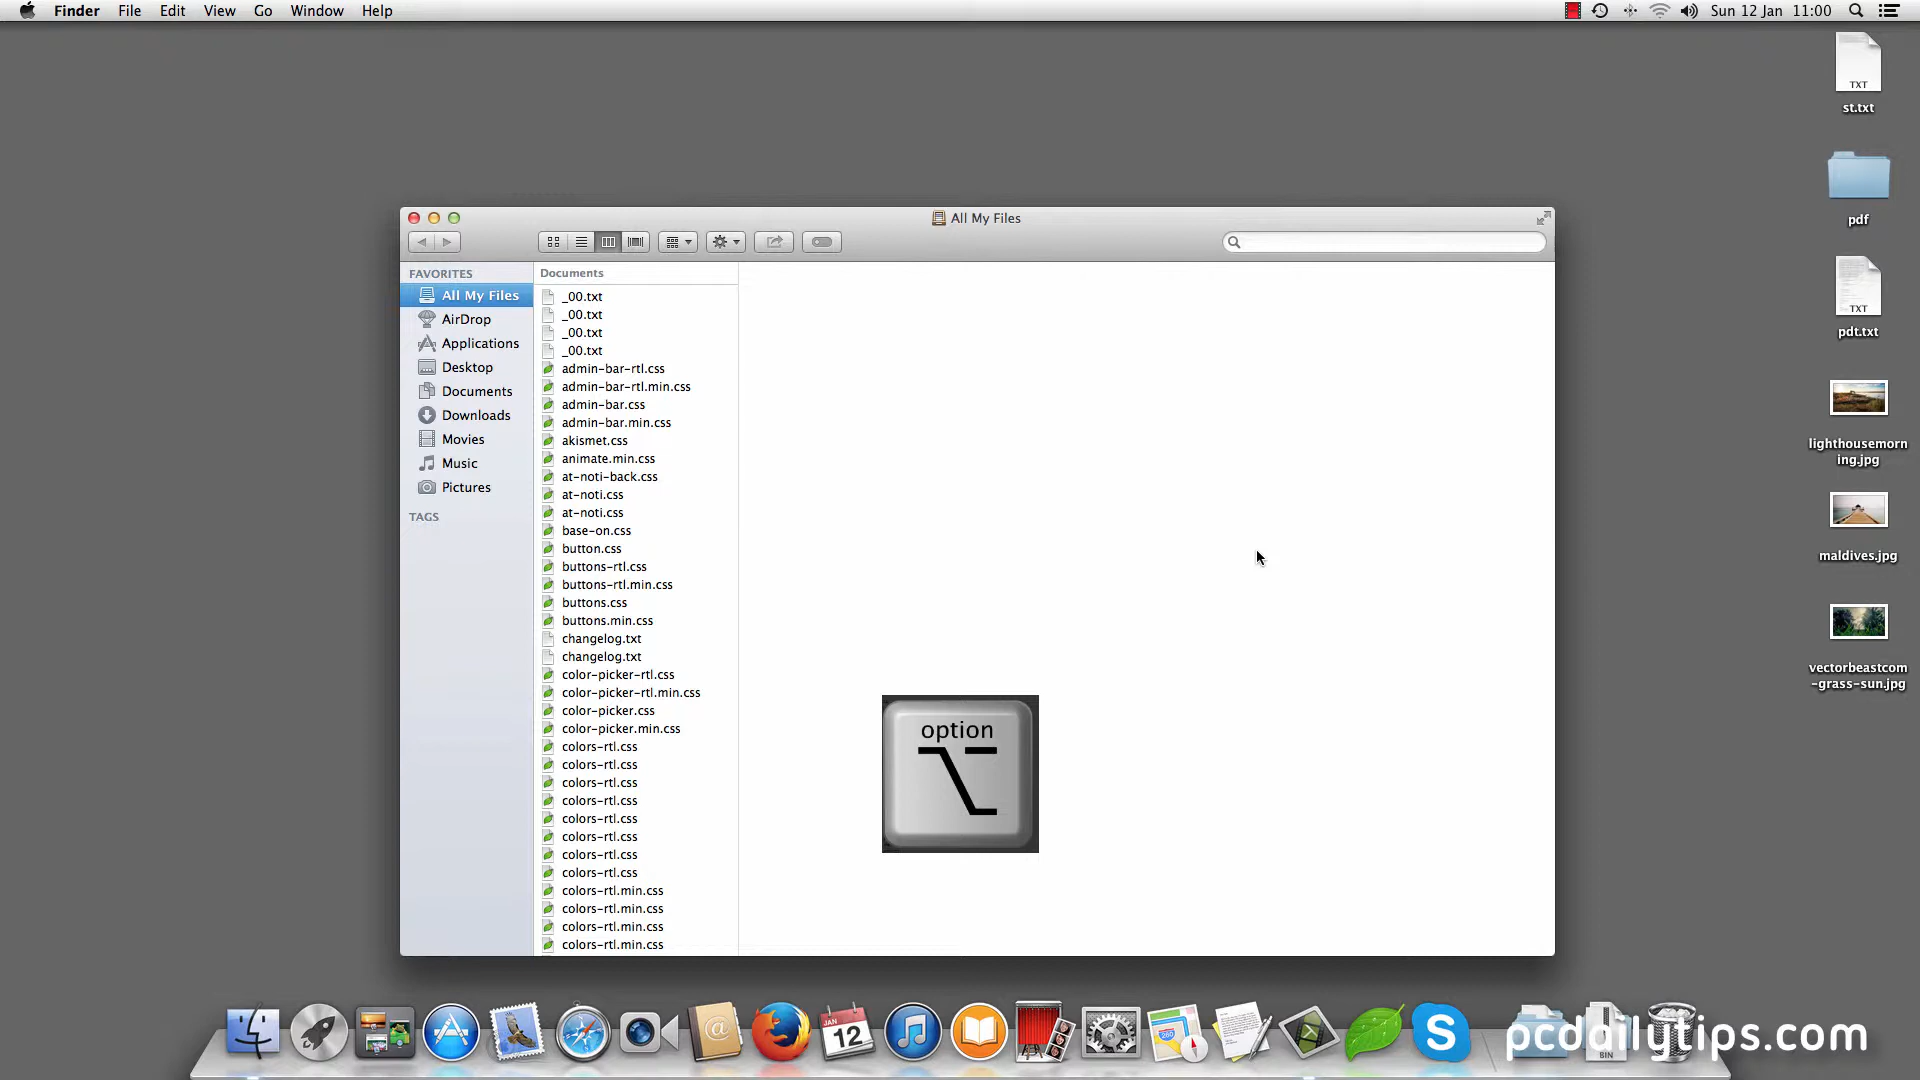 Finder File Edit View Go Window Help
Sun 12 Jan 11:00
All My Files
FAVORITES
All My Files
AirDrop
Applications
Desktop
Documents
Downloads
Movies
Music
Pictures
TAGS
Documents
_00.txt
_00.txt
_00.txt
_00.txt
admin-bar-rtl.css
admin-bar-rtl.min.css
admin-bar.css
admin-bar.min.css
akismet.css
animate.min.css
at-noti-back.css
at-noti.css
at-noti.css
base-on.css
button.css
buttons-rtl.css
buttons-rtl.min.css
buttons.css
buttons.min.css
changelog.txt
changelog.txt
color-picker-rtl.css
color-picker-rtl.min.css
color-picker.css
color-picker.min.css
colors-rtl.css
colors-rtl.css
colors-rtl.css
colors-rtl.css
colors-rtl.css
colors-rtl.css
colors-rtl.css
colors-rtl.css
colors-rtl.min.css
colors-rtl.min.css
colors-rtl.min.css
colors-rtl.min.css
option
TXT
st.txt
pdf
TXT
pdt.txt
lighthousemorn
ing.jpg
maldives.jpg
vectorbeastcom
-grass-sun.jpg
JAN
12
280
BIN
pcdailytips.com